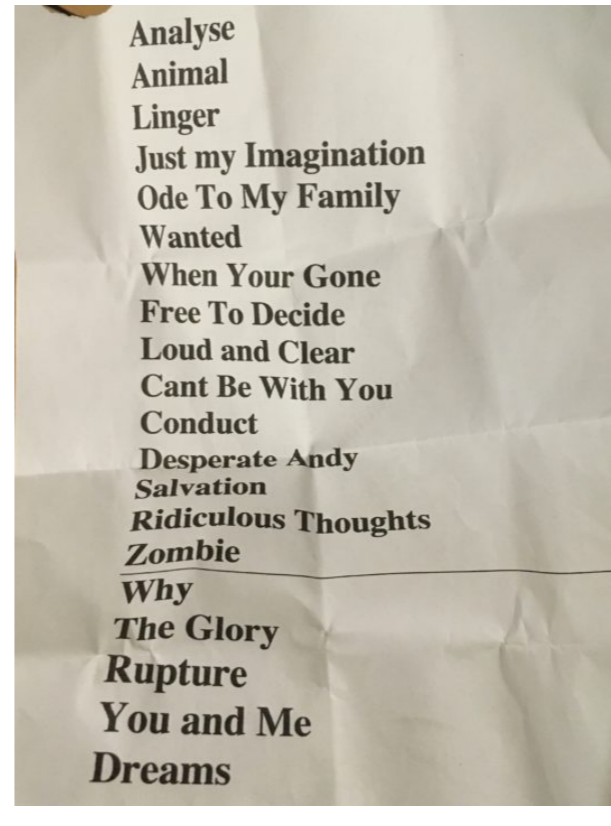 Analyse
Animal
Linger
Just my Imagination
Ode To My Family
Wanted
When Your Gone
Free To Decide
Loud and Clear
Cant Be With You
Conduct
Desperate Andy
Salvation
Ridiculous Thoughts
Zombie
Why
The Glory
Rupture
You and Me
Dreams